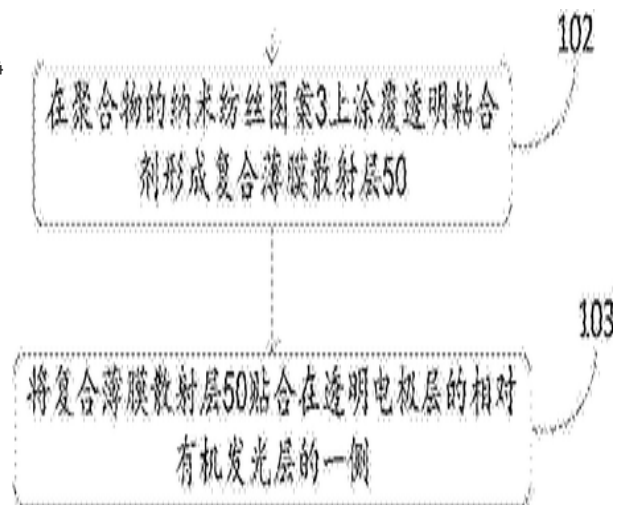 102
在聚合物的纳米纺丝图案3上涂覆透明粘合
剂形成复合薄膜散射层50
103
将复合薄膜散射层50贴合在透明电极层的相对
有机发光层的一侧